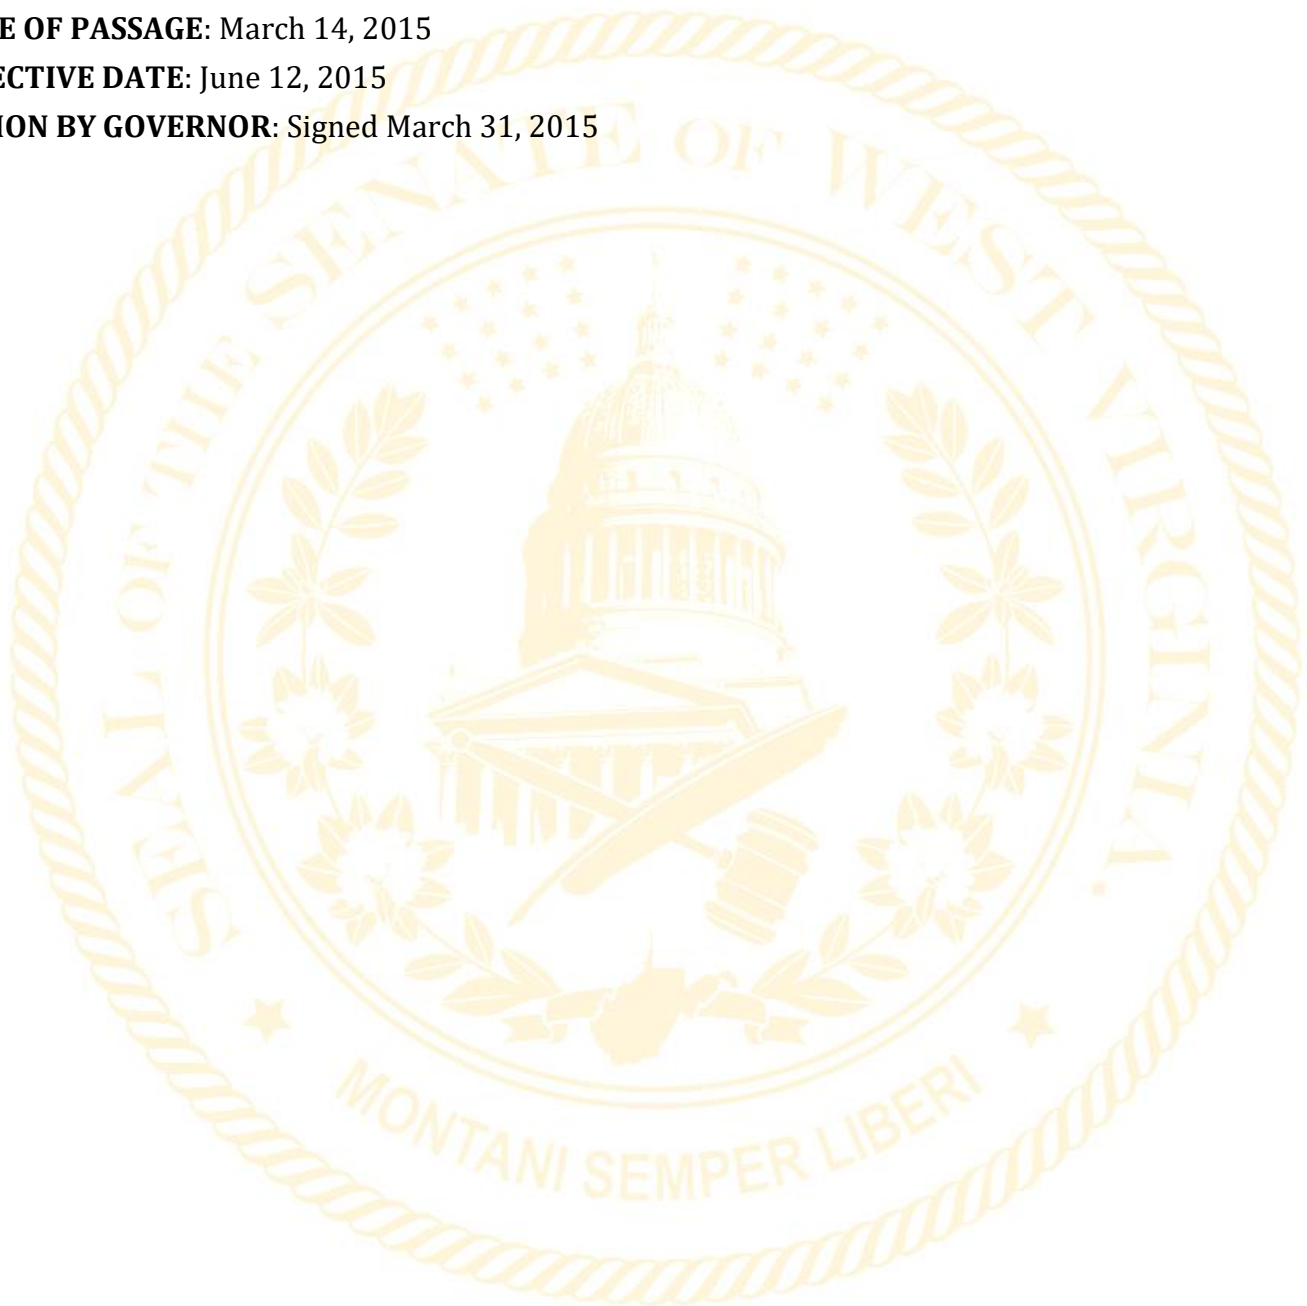 E OF PASSAGE: March 14, 2015
ECTIVE DATE: June 12, 2015
ION BY GOVERNOR: Signed March 31, 2015
SEAL OF THE SENATE OF WEST VIRGINIA
MONTANI SEMPER LIBERI